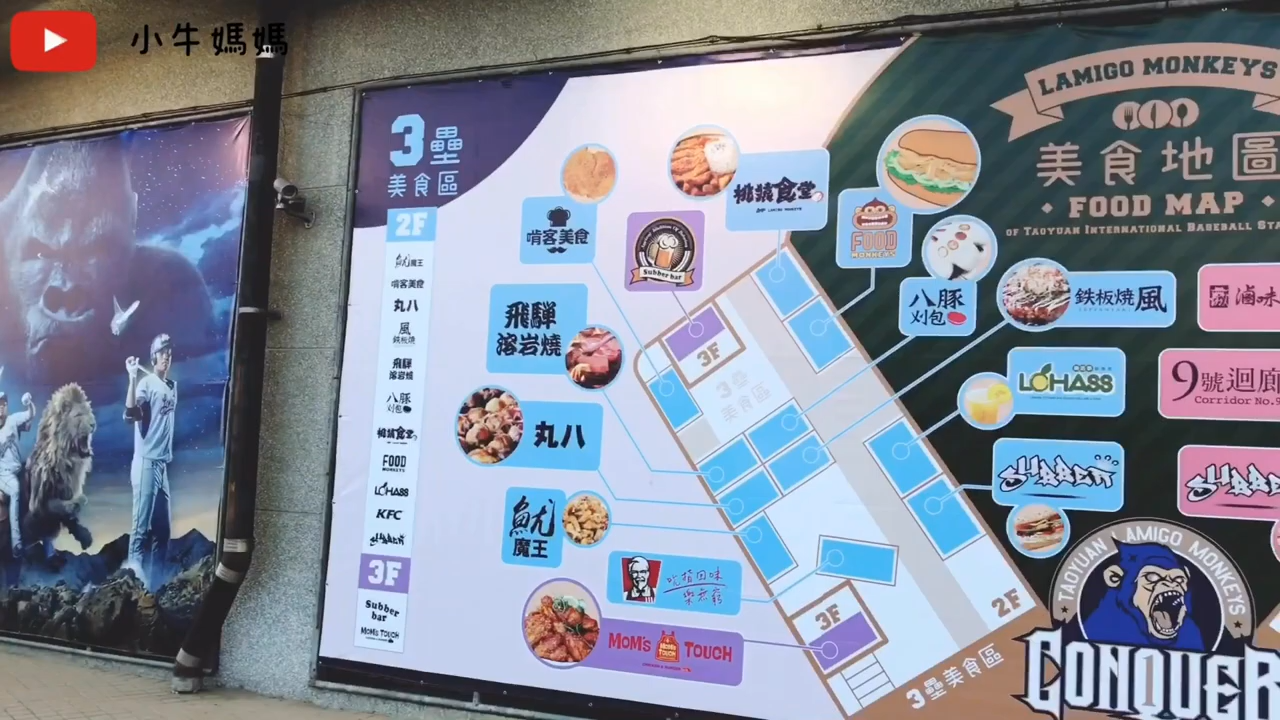 小牛媽媽
3壘
美食區
2F
魷魔王
啃客美食
丸八
風
鉄板燒
飛驒
溶岩燒
八豚
刈包
桃猿食堂
FOOD
MONKEYS
LOHASS
KFC
3F
Subber
bar
MOM'S TOUCH
啃客美食
Subber bar
桃猿食堂
FOOD
MONKEYS
八豚
刈包
鉄板燒 風
飛驒
溶岩燒
丸八
魷
魔王
LOHASS
SUBBER
MOM'S TOUCH
3F
3壘
美食區
3F
2F
3壘美食區
LAMIGO MONKEYS
美食地圖
FOOD MAP
OF TAOYUAN INTERNATIONAL BASEBALL STA
滷味
9號迴廊
Corridor No.9
SUBBE
TAOYUAN LAMIGO MONKEYS
CONQUER